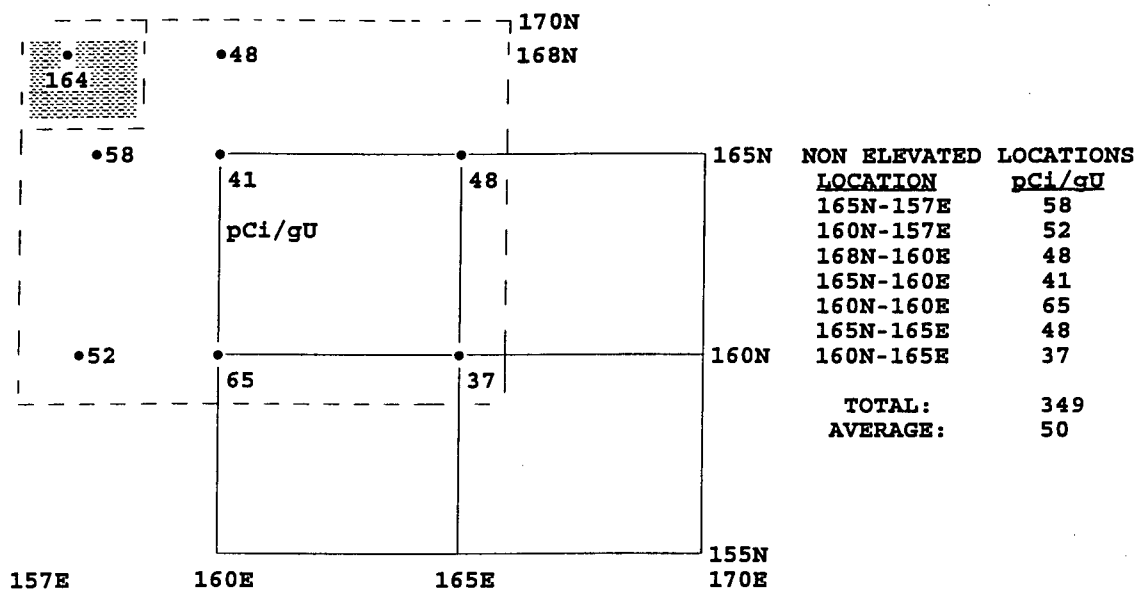 170N
168N
48
164
58
165N
41
48
pCi/gU
52
160N
65
37
155N
157E 160E 165E 170E
NON ELEVATED LOCATIONS
LOCATION pCi/gU
165N-157E 58
160N-157E 52
168N-160E 48
165N-160E 41
160N-160E 65
165N-165E 48
160N-165E 37
TOTAL: 349
AVERAGE: 50